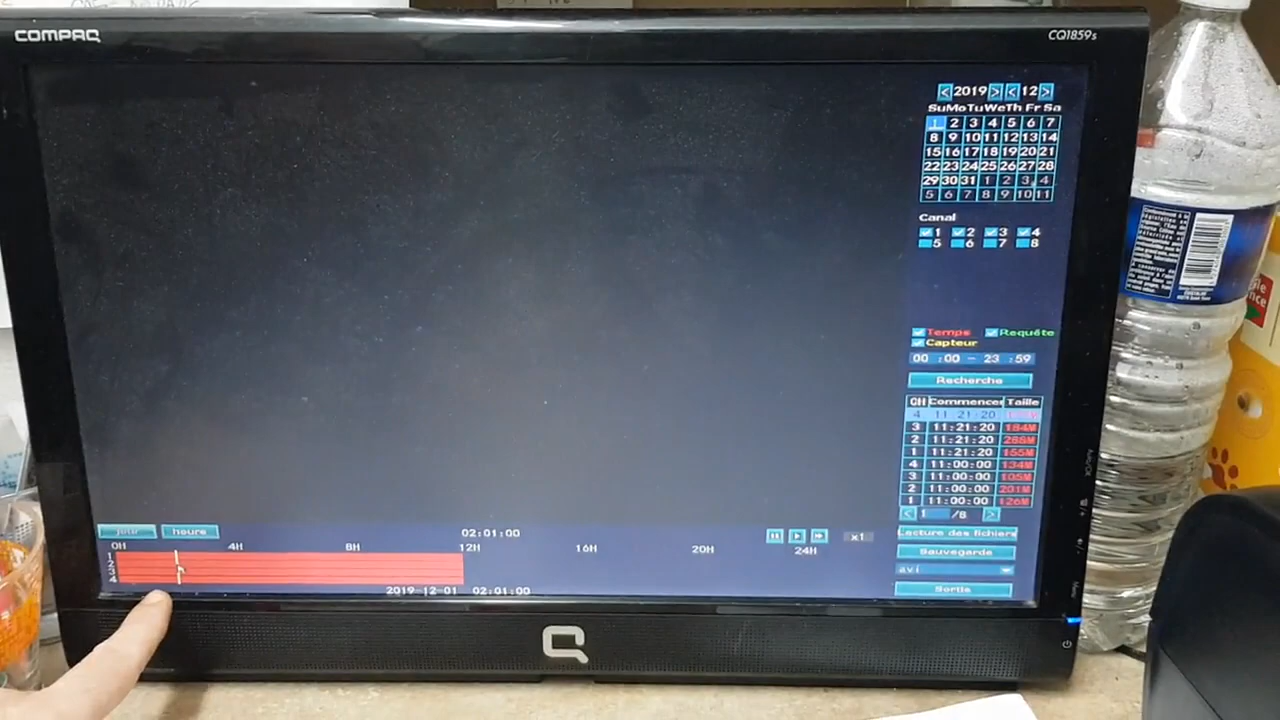 COMPAQ
CQ1859s
< 2019 > < 12 >
Su Mo Tu We Th Fr Sa
1 2 3 4 5 6 7
8 9 10 11 12 13 14
15 16 17 18 19 20 21
22 23 24 25 26 27 28
29 30 31 1 2 3 4
5 6 7 8 9 10 11
Canal
1 2 3 4
5 6 7 8
Temps Requête
Capteur
00 :00 - 23 :59
Recherche
CH Commencer Taille
4 11:21:20
3 11:21:20 184M
2 11:21:20 288M
1 11:21:20 155M
4 11:00:00 134M
3 11:00:00 105M
2 11:00:00 201M
1 11:00:00 126M
< 1 /8 >
Lecture des fichiers
Sauvegarde
avi
Sortie
jour heure 02:01:00 x1
0H 4H 8H 12H 16H 20H 24H
1
2
3
4
2019-12-01 02:01:00